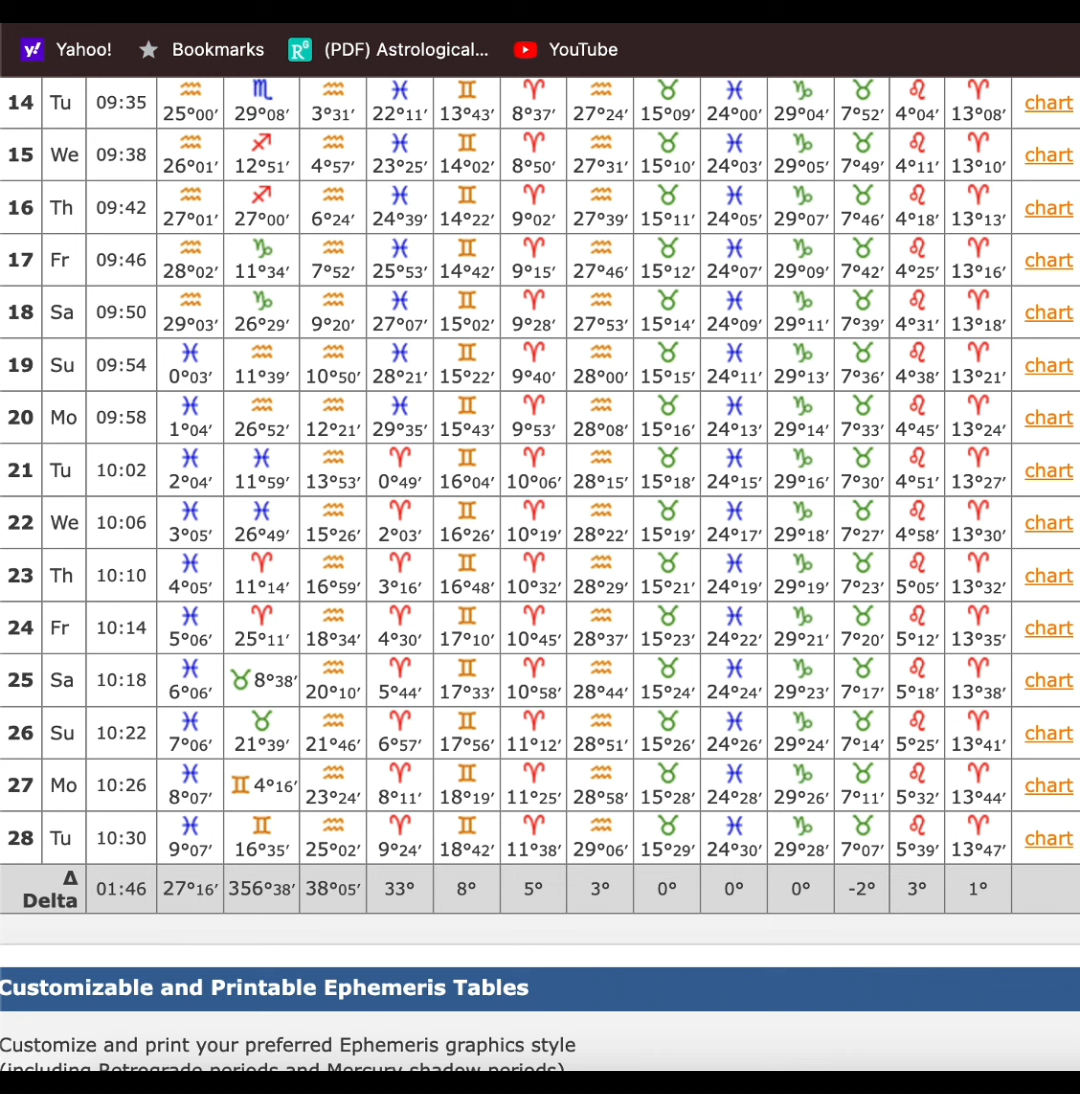 Yahoo! Bookmarks (PDF) Astrological... YouTube
14 Tu 09:35 ♒ 25°00′ ♏ 29°08′ ♒ 3°31′ ♓ 22°11′ ♊ 13°43′ ♈ 8°37′ ♒ 27°24′ ♉ 15°09′ ♓ 24°00′ ♑ 29°04′ ♉ 7°52′ ♌ 4°04′ ♈ 13°08′ chart
15 We 09:38 ♒ 26°01′ ♐ 12°51′ ♒ 4°57′ ♓ 23°25′ ♊ 14°02′ ♈ 8°50′ ♒ 27°31′ ♉ 15°10′ ♓ 24°03′ ♑ 29°05′ ♉ 7°49′ ♌ 4°11′ ♈ 13°10′ chart
16 Th 09:42 ♒ 27°01′ ♐ 27°00′ ♒ 6°24′ ♓ 24°39′ ♊ 14°22′ ♈ 9°02′ ♒ 27°39′ ♉ 15°11′ ♓ 24°05′ ♑ 29°07′ ♉ 7°46′ ♌ 4°18′ ♈ 13°13′ chart
17 Fr 09:46 ♒ 28°02′ ♑ 11°34′ ♒ 7°52′ ♓ 25°53′ ♊ 14°42′ ♈ 9°15′ ♒ 27°46′ ♉ 15°12′ ♓ 24°07′ ♑ 29°09′ ♉ 7°42′ ♌ 4°25′ ♈ 13°16′ chart
18 Sa 09:50 ♒ 29°03′ ♑ 26°29′ ♒ 9°20′ ♓ 27°07′ ♊ 15°02′ ♈ 9°28′ ♒ 27°53′ ♉ 15°14′ ♓ 24°09′ ♑ 29°11′ ♉ 7°39′ ♌ 4°31′ ♈ 13°18′ chart
19 Su 09:54 ♓ 0°03′ ♒ 11°39′ ♒ 10°50′ ♓ 28°21′ ♊ 15°22′ ♈ 9°40′ ♒ 28°00′ ♉ 15°15′ ♓ 24°11′ ♑ 29°13′ ♉ 7°36′ ♌ 4°38′ ♈ 13°21′ chart
20 Mo 09:58 ♓ 1°04′ ♒ 26°52′ ♒ 12°21′ ♓ 29°35′ ♊ 15°43′ ♈ 9°53′ ♒ 28°08′ ♉ 15°16′ ♓ 24°13′ ♑ 29°14′ ♉ 7°33′ ♌ 4°45′ ♈ 13°24′ chart
21 Tu 10:02 ♓ 2°04′ ♓ 11°59′ ♒ 13°53′ ♈ 0°49′ ♊ 16°04′ ♈ 10°06′ ♒ 28°15′ ♉ 15°18′ ♓ 24°15′ ♑ 29°16′ ♉ 7°30′ ♌ 4°51′ ♈ 13°27′ chart
22 We 10:06 ♓ 3°05′ ♓ 26°49′ ♒ 15°26′ ♈ 2°03′ ♊ 16°26′ ♈ 10°19′ ♒ 28°22′ ♉ 15°19′ ♓ 24°17′ ♑ 29°18′ ♉ 7°27′ ♌ 4°58′ ♈ 13°30′ chart
23 Th 10:10 ♓ 4°05′ ♈ 11°14′ ♒ 16°59′ ♈ 3°16′ ♊ 16°48′ ♈ 10°32′ ♒ 28°29′ ♉ 15°21′ ♓ 24°19′ ♑ 29°19′ ♉ 7°23′ ♌ 5°05′ ♈ 13°32′ chart
24 Fr 10:14 ♓ 5°06′ ♈ 25°11′ ♒ 18°34′ ♈ 4°30′ ♊ 17°10′ ♈ 10°45′ ♒ 28°37′ ♉ 15°23′ ♓ 24°22′ ♑ 29°21′ ♉ 7°20′ ♌ 5°12′ ♈ 13°35′ chart
25 Sa 10:18 ♓ 6°06′ ♉ 8°38′ ♒ 20°10′ ♈ 5°44′ ♊ 17°33′ ♈ 10°58′ ♒ 28°44′ ♉ 15°24′ ♓ 24°24′ ♑ 29°23′ ♉ 7°17′ ♌ 5°18′ ♈ 13°38′ chart
26 Su 10:22 ♓ 7°06′ ♉ 21°39′ ♒ 21°46′ ♈ 6°57′ ♊ 17°56′ ♈ 11°12′ ♒ 28°51′ ♉ 15°26′ ♓ 24°26′ ♑ 29°24′ ♉ 7°14′ ♌ 5°25′ ♈ 13°41′ chart
27 Mo 10:26 ♓ 8°07′ ♊ 4°16′ ♒ 23°24′ ♈ 8°11′ ♊ 18°19′ ♈ 11°25′ ♒ 28°58′ ♉ 15°28′ ♓ 24°28′ ♑ 29°26′ ♉ 7°11′ ♌ 5°32′ ♈ 13°44′ chart
28 Tu 10:30 ♓ 9°07′ ♊ 16°35′ ♒ 25°02′ ♈ 9°24′ ♊ 18°42′ ♈ 11°38′ ♒ 29°06′ ♉ 15°29′ ♓ 24°30′ ♑ 29°28′ ♉ 7°07′ ♌ 5°39′ ♈ 13°47′ chart
Δ Delta 01:46 27°16′ 356°38′ 38°05′ 33° 8° 5° 3° 0° 0° 0° -2° 3° 1°
Customizable and Printable Ephemeris Tables
Customize and print your preferred Ephemeris graphics style
(including Retrograde periods and Mercury shadow periods)